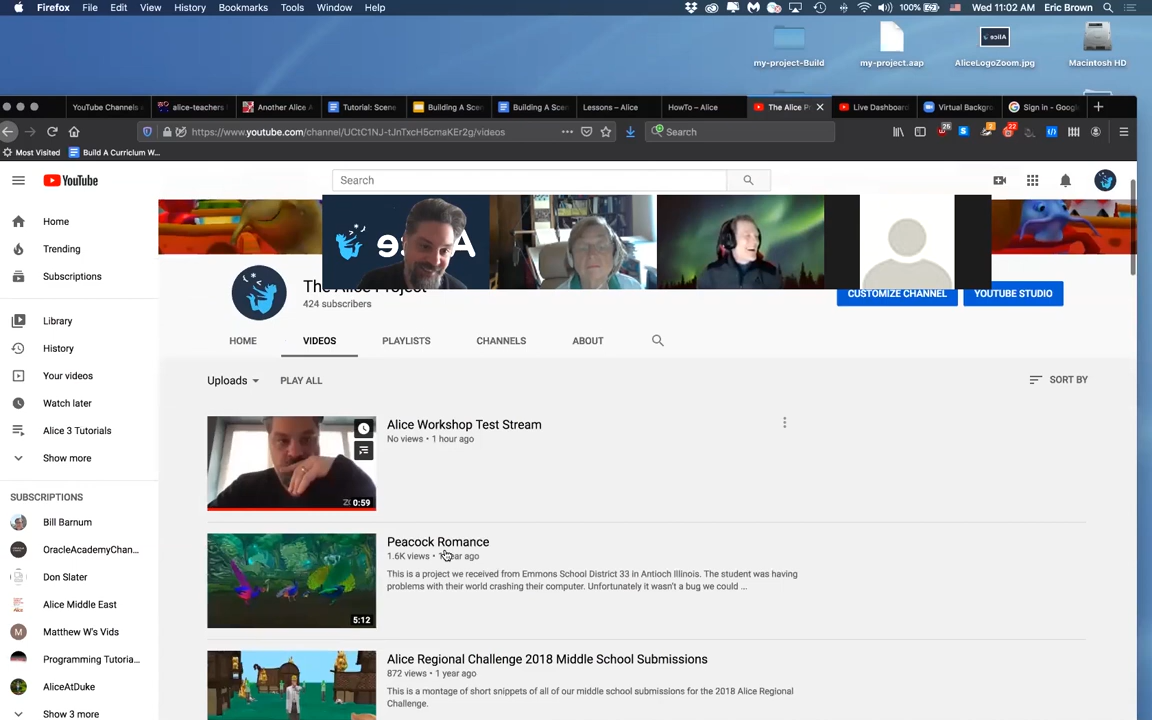 Firefox File Edit View History Bookmarks Tools Window Help 100% Wed 11:02 AM Eric Brown
my-project-Build my-project.aap AliceLogoZoom.jpg Macintosh HD
YouTube Channels alice-teachers Another Alice Tutorial: Scene Building A Scen Building A Scen Lessons – Alice HowTo – Alice The Alice P Live Dashboard Virtual Backgro Sign in - Google
https://www.youtube.com/channel/UCtC1NJ-tJnTxcH5cmaKEr2g/videos Search
Most Visited Build A Curriculum W...
YouTube Search
Home
Trending
Subscriptions
Library
History
Your videos
Watch later
Alice 3 Tutorials
Show more
SUBSCRIPTIONS
Bill Barnum
OracleAcademyChan...
Don Slater
Alice Middle East
Matthew W's Vids
Programming Tutoria...
AliceAtDuke
Show 3 more
Alice
The Alice Project
424 subscribers
CUSTOMIZE CHANNEL YOUTUBE STUDIO
HOME VIDEOS PLAYLISTS CHANNELS ABOUT
Uploads PLAY ALL SORT BY
0:59
Alice Workshop Test Stream
No views • 1 hour ago
5:12
Peacock Romance
1.6K views • 1 year ago
This is a project we received from Emmons School District 33 in Antioch Illinois. The student was having
problems with their world crashing their computer. Unfortunately it wasn't a bug we could ...
Alice Regional Challenge 2018 Middle School Submissions
872 views • 1 year ago
This is a montage of short snippets of all of our middle school submissions for the 2018 Alice Regional
Challenge.